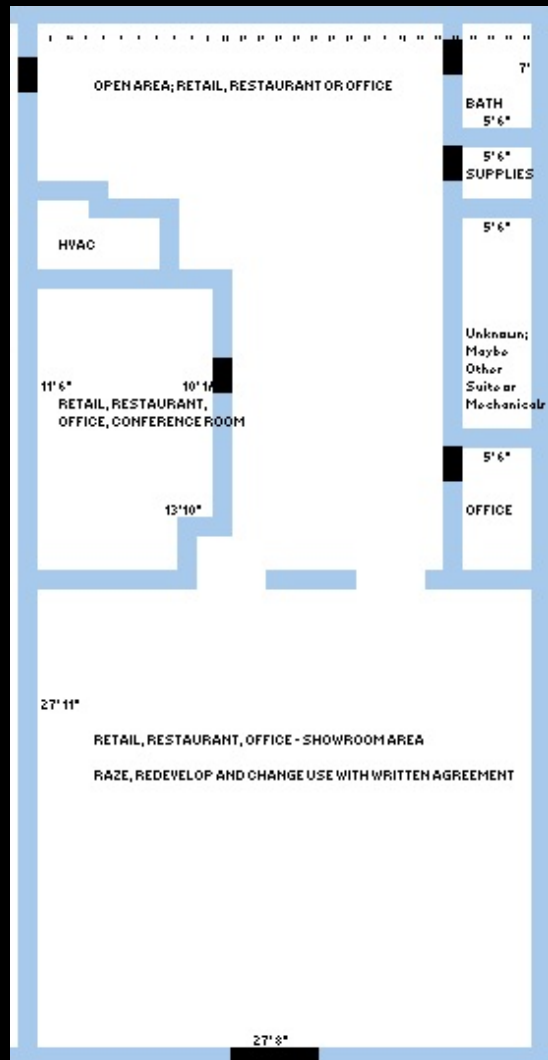 7'
OPEN AREA; RETAIL, RESTAURANT OR OFFICE
BATH
5'6"
5'6"
SUPPLIES
5'6"
HVAC
Unknown;
Maybe
Other
Suite or
Mechanicals
11'6"
RETAIL, RESTAURANT,
OFFICE, CONFERENCE ROOM
5'6"
13'10"
OFFICE
27'11"
RETAIL, RESTAURANT, OFFICE - SHOWROOM AREA
RAZE, REDEVELOP AND CHANGE USE WITH WRITTEN AGREEMENT
27'8"